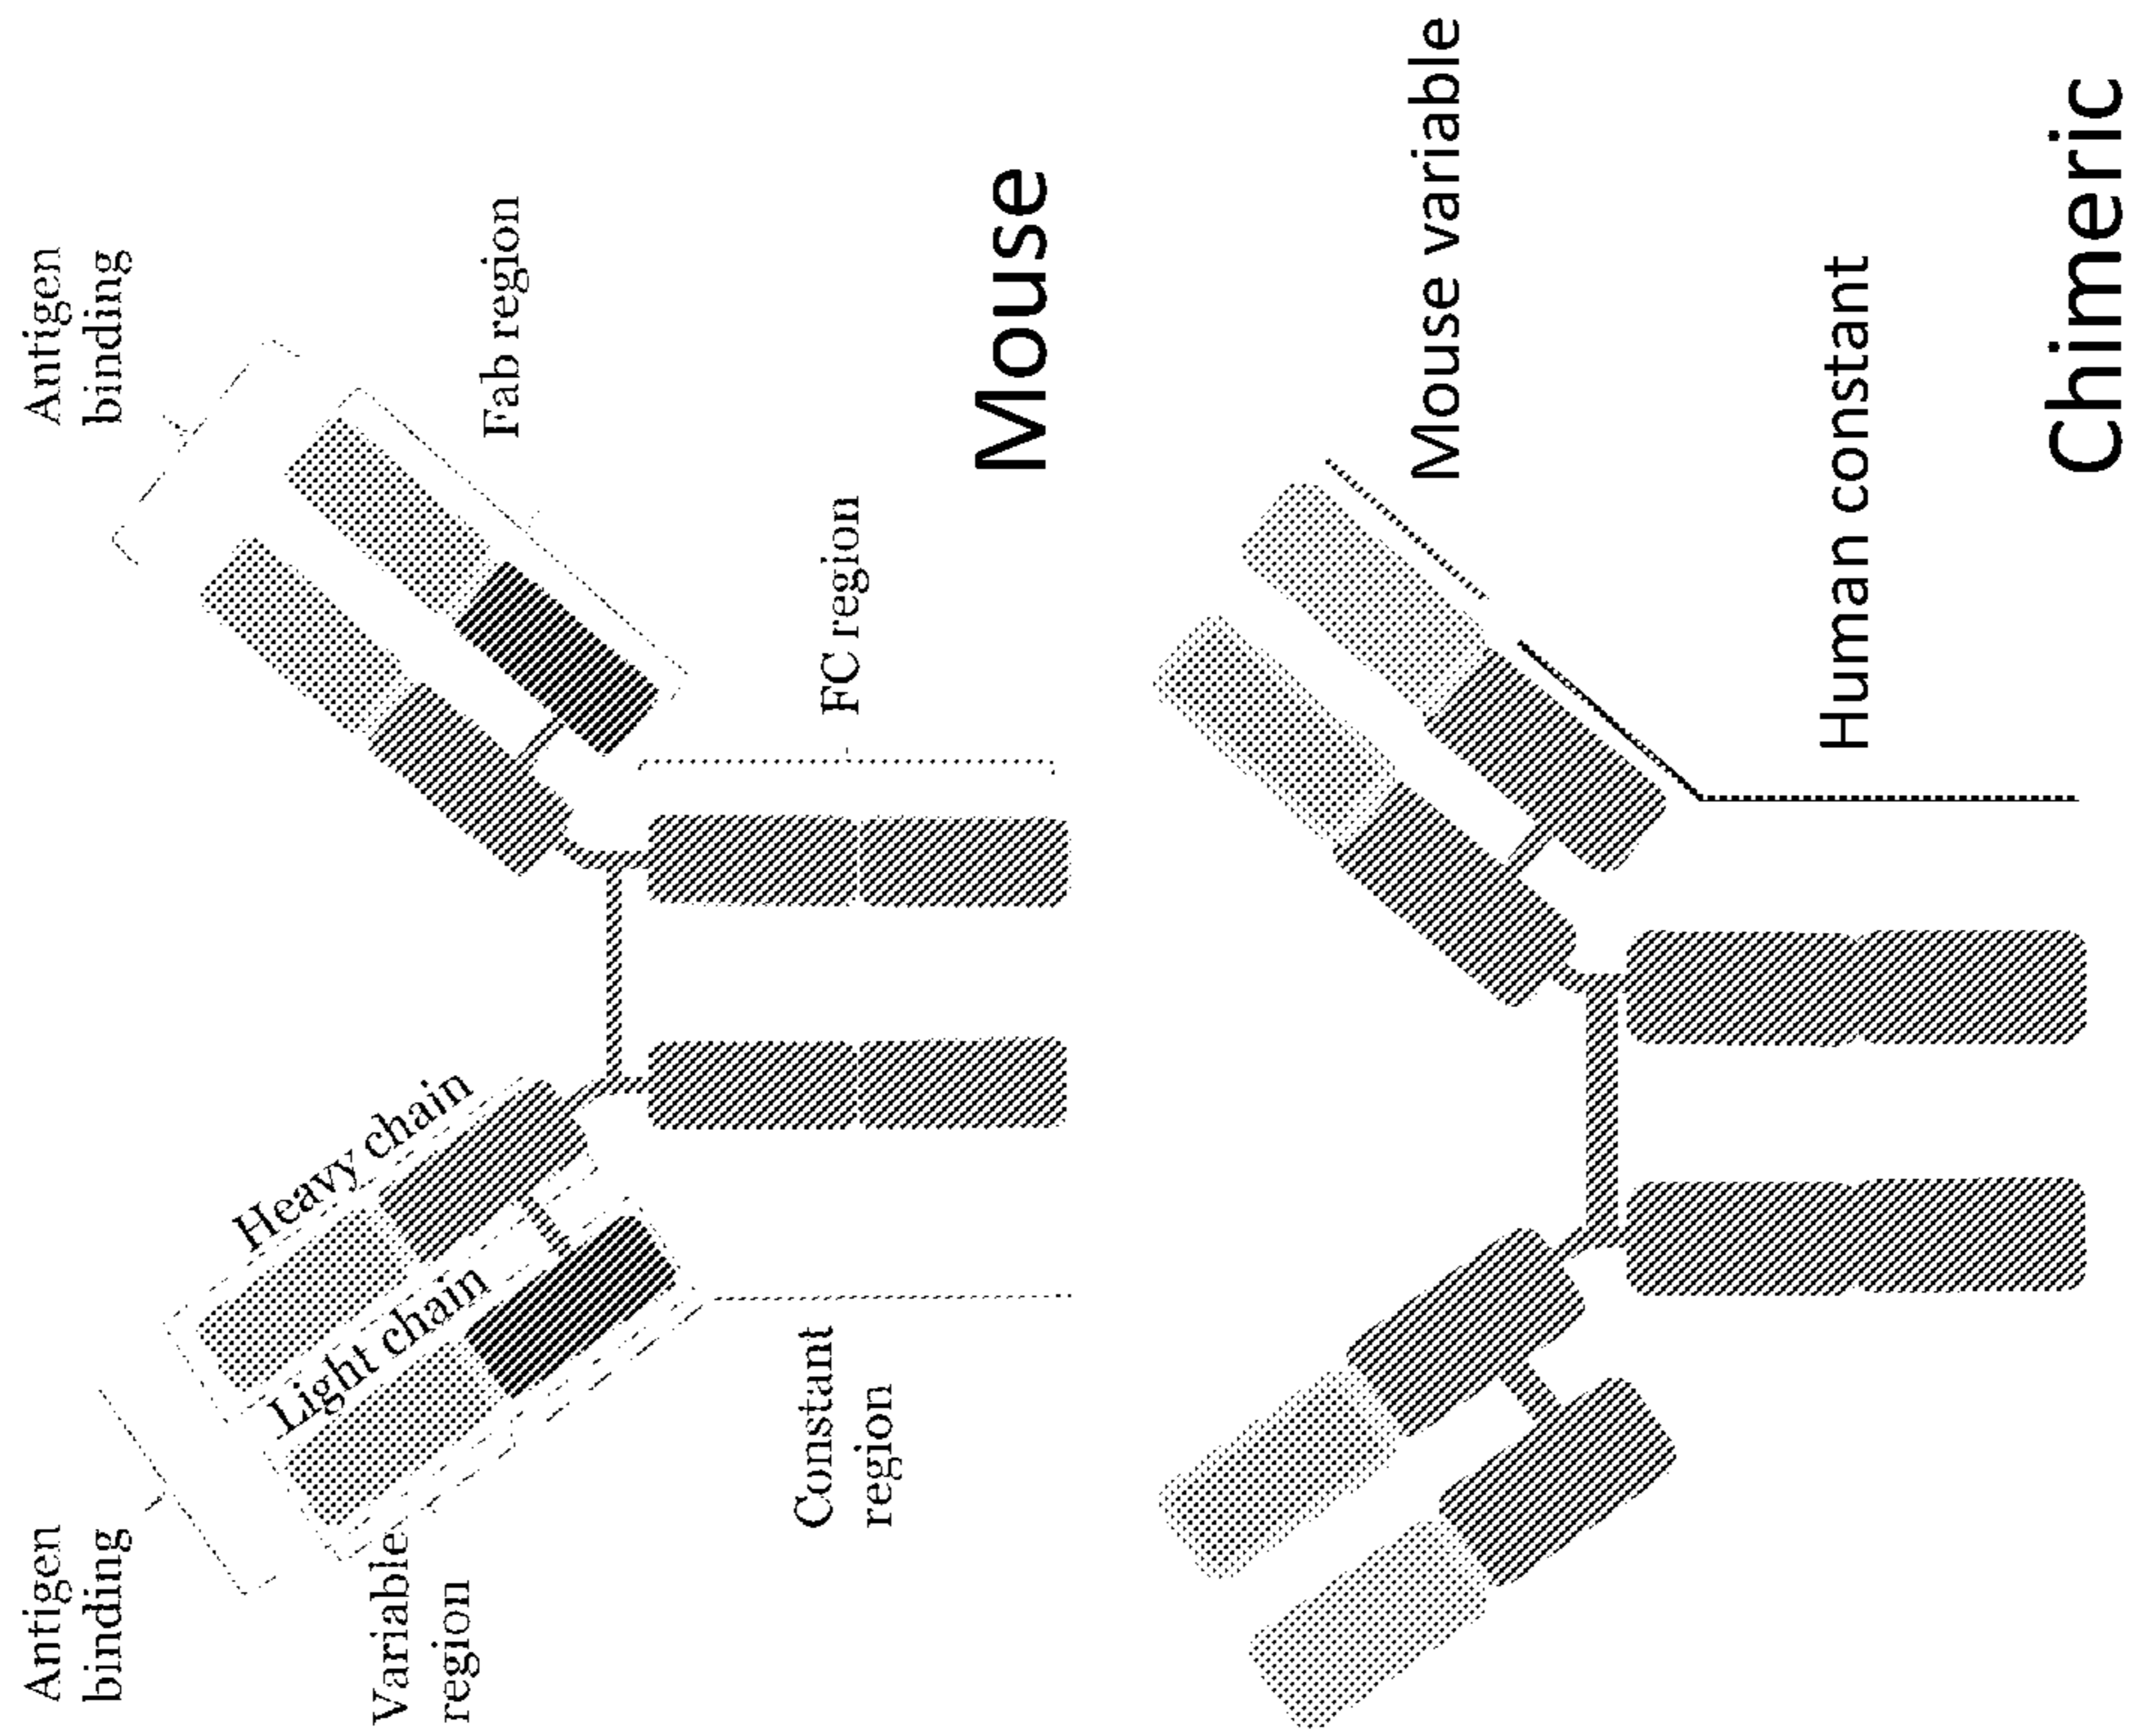 Antigen
binding
Antigen
binding
Heavy chain
Light chain
Variable
region
Fab region
Constant
region
FC region
Mouse
Mouse variable
Human constant
Chimeric